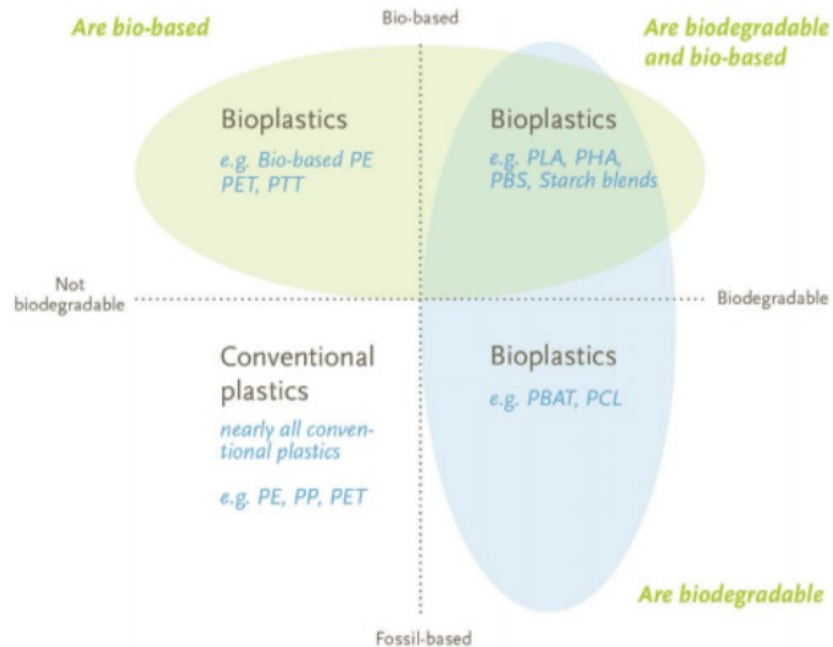 Are bio-based
Bio-based
Are biodegradable
and bio-based
Bioplastics
e.g. Bio-based PE
PET, PTT
Bioplastics
e.g. PLA, PHA,
PBS, Starch blends
Not
biodegradable
Biodegradable
Conventional
plastics
nearly all conven-
tional plastics
e.g. PE, PP, PET
Bioplastics
e.g. PBAT, PCL
Are biodegradable
Fossil-based